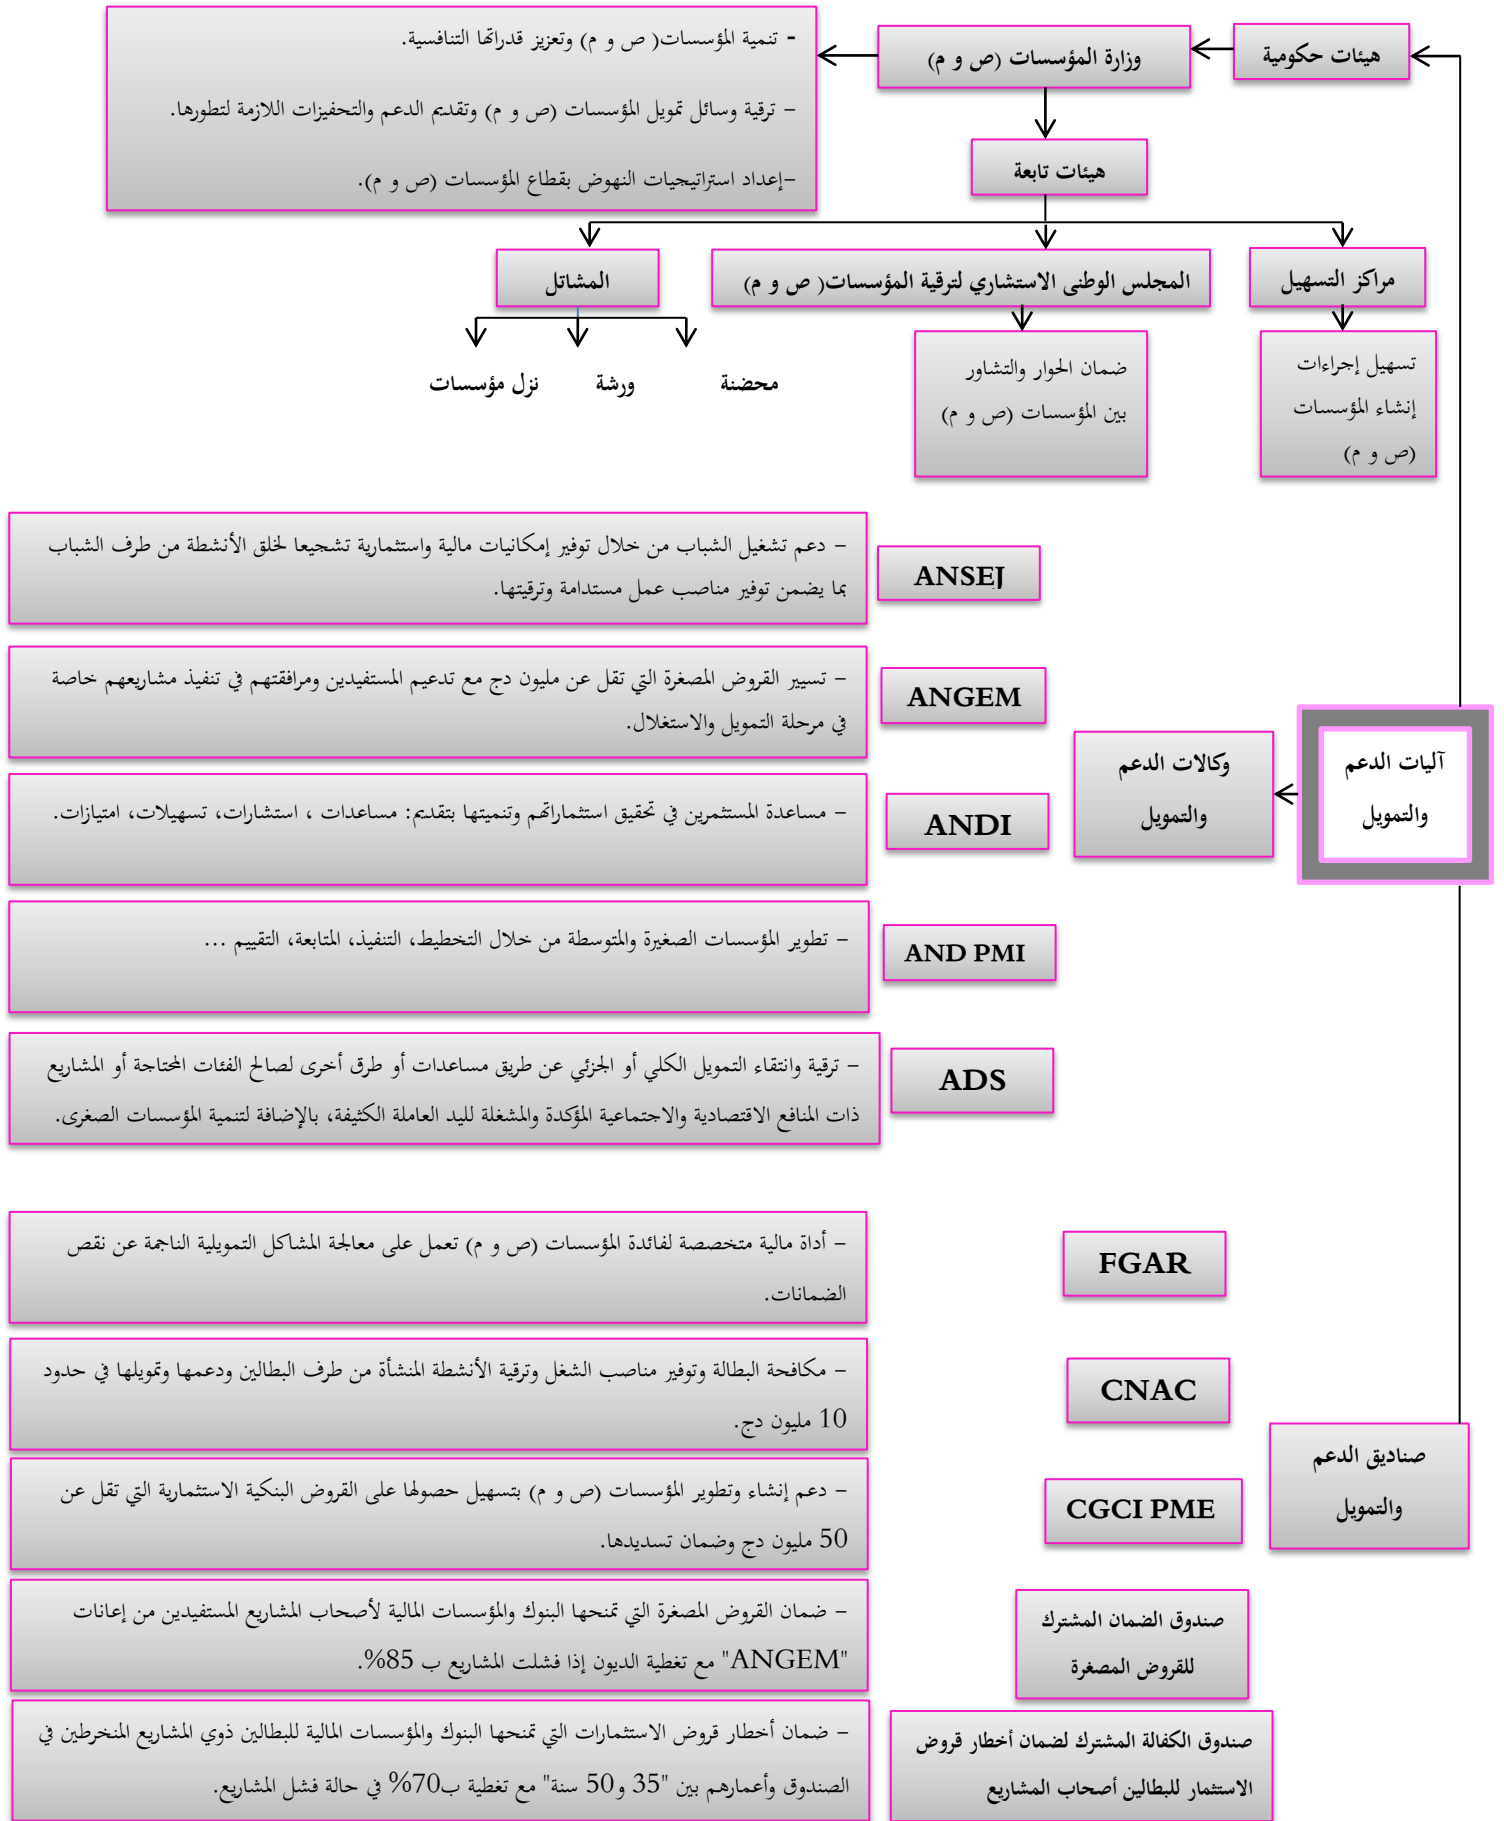 هيئات حكومية
وزارة المؤسسات (ص و م)
- تنمية المؤسسات( ص و م) وتعزيز قدراتها التنافسية.
- ترقية وسائل تمويل المؤسسات (ص و م) وتقديم الدعم والتحفيزات اللازمة لتطورها.
-إعداد استراتيجيات النهوض بقطاع المؤسسات (ص و م).
هيئات تابعة
مراكز التسهيل
المجلس الوطنى الاستشاري لترقية المؤسسات( ص و م)
المشاتل
تسهيل إجراءات
إنشاء المؤسسات
(ص و م)
ضمان الحوار والتشاور
بين المؤسسات (ص و م)
محضنة
ورشة
نزل مؤسسات
آليات الدعم
والتمويل
وكالات الدعم
والتمويل
ANSEJ
- دعم تشغيل الشباب من خلال توفير إمكانيات مالية واستثمارية تشجيعا لخلق الأنشطة من طرف الشباب
بما يضمن توفير مناصب عمل مستدامة وترقيتها.
ANGEM
- تسيير القروض المصغرة التي تقل عن مليون دج مع تدعيم المستفيدين ومرافقتهم في تنفيذ مشاريعهم خاصة
في مرحلة التمويل والاستغلال.
ANDI
- مساعدة المستثمرين في تحقيق استثماراتهم وتنميتها بتقديم: مساعدات ، استشارات، تسهيلات، امتيازات.
AND PMI
- تطوير المؤسسات الصغيرة والمتوسطة من خلال التخطيط، التنفيذ، المتابعة، التقييم ...
ADS
- ترقية وانتقاء التمويل الكلي أو الجزئي عن طريق مساعدات أو طرق أخرى لصالح الفئات المحتاجة أو المشاريع
ذات المنافع الاقتصادية والاجتماعية المؤكدة والمشغلة لليد العاملة الكثيفة، بالإضافة لتنمية المؤسسات الصغرى.
صناديق الدعم
والتمويل
FGAR
- أداة مالية متخصصة لفائدة المؤسسات (ص و م) تعمل على معالجة المشاكل التمويلية الناجمة عن نقص
الضمانات.
CNAC
- مكافحة البطالة وتوفير مناصب الشغل وترقية الأنشطة المنشأة من طرف البطالين ودعمها وتمويلها في حدود
10 مليون دج.
CGCI PME
- دعم إنشاء وتطوير المؤسسات (ص و م) بتسهيل حصولها على القروض البنكية الاستثمارية التي تقل عن
50 مليون دج وضمان تسديدها.
صندوق الضمان المشترك
للقروض المصغرة
- ضمان القروض المصغرة التي تمنحها البنوك والمؤسسات المالية لأصحاب المشاريع المستفيدين من إعانات
"ANGEM" مع تغطية الديون إذا فشلت المشاريع ب 85%.
صندوق الكفالة المشترك لضمان أخطار قروض
الاستثمار للبطالين أصحاب المشاريع
- ضمان أخطار قروض الاستثمارات التي تمنحها البنوك والمؤسسات المالية للبطالين ذوي المشاريع المنخرطين في
الصندوق وأعمارهم بين "35 و50 سنة" مع تغطية ب70% في حالة فشل المشاريع.